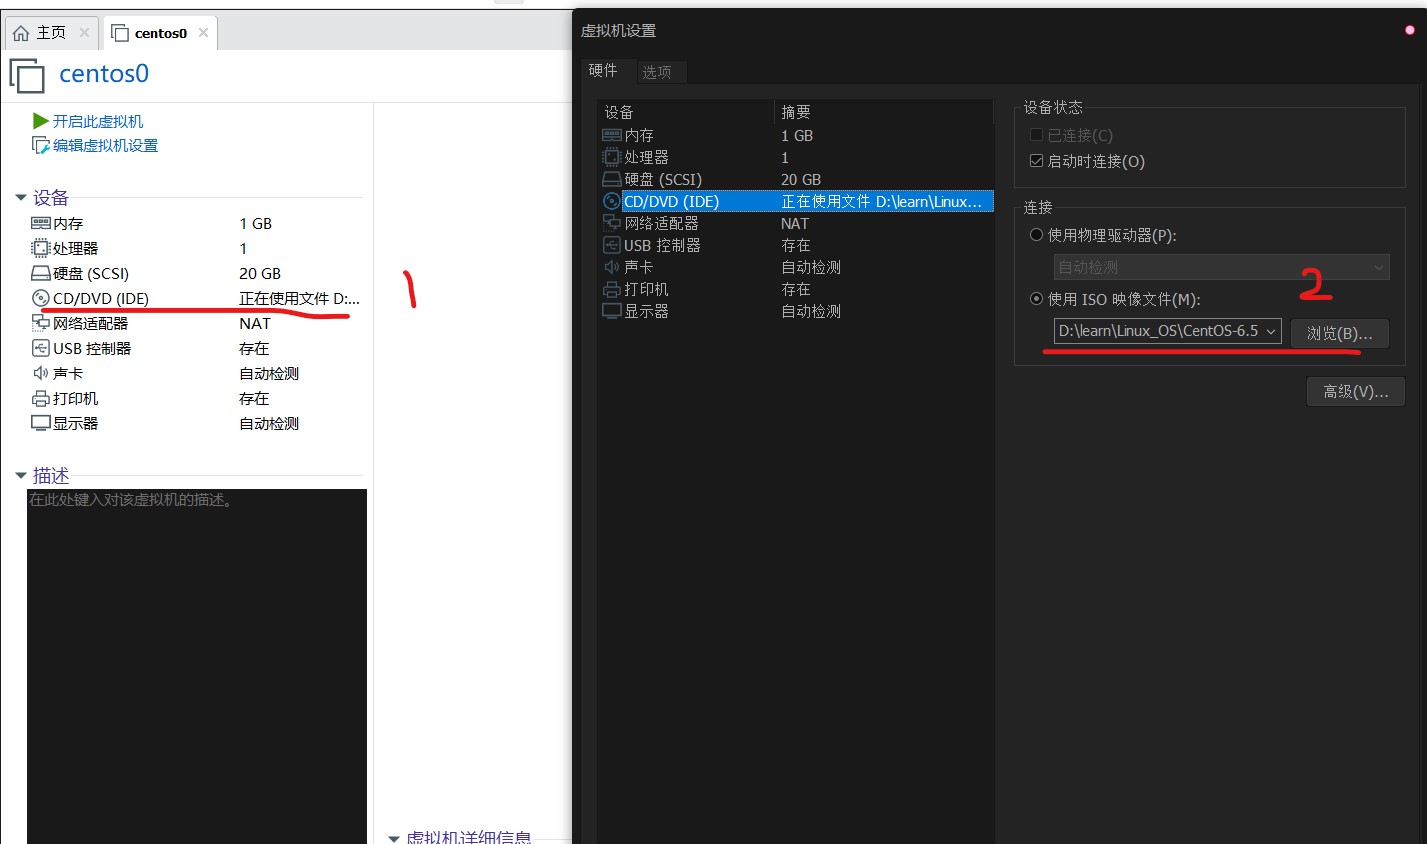 主页
centos0
centos0
开启此虚拟机
编辑虚拟机设置
设备
内存 1 GB
处理器 1
硬盘 (SCSI) 20 GB
CD/DVD (IDE) 正在使用文件 D:...
网络适配器 NAT
USB 控制器 存在
声卡 自动检测
打印机 存在
显示器 自动检测
描述
在此处键入对该虚拟机的描述。
虚拟机详细信息
1
虚拟机设置
硬件 选项
设备 摘要
内存 1 GB
处理器 1
硬盘 (SCSI) 20 GB
CD/DVD (IDE) 正在使用文件 D:\learn\Linux...
网络适配器 NAT
USB 控制器 存在
声卡 自动检测
打印机 存在
显示器 自动检测
设备状态
已连接(C)
启动时连接(O)
连接
使用物理驱动器(P):
自动检测
2
使用 ISO 映像文件(M):
D:\learn\Linux_OS\CentOS-6.5 浏览(B)...
高级(V)...